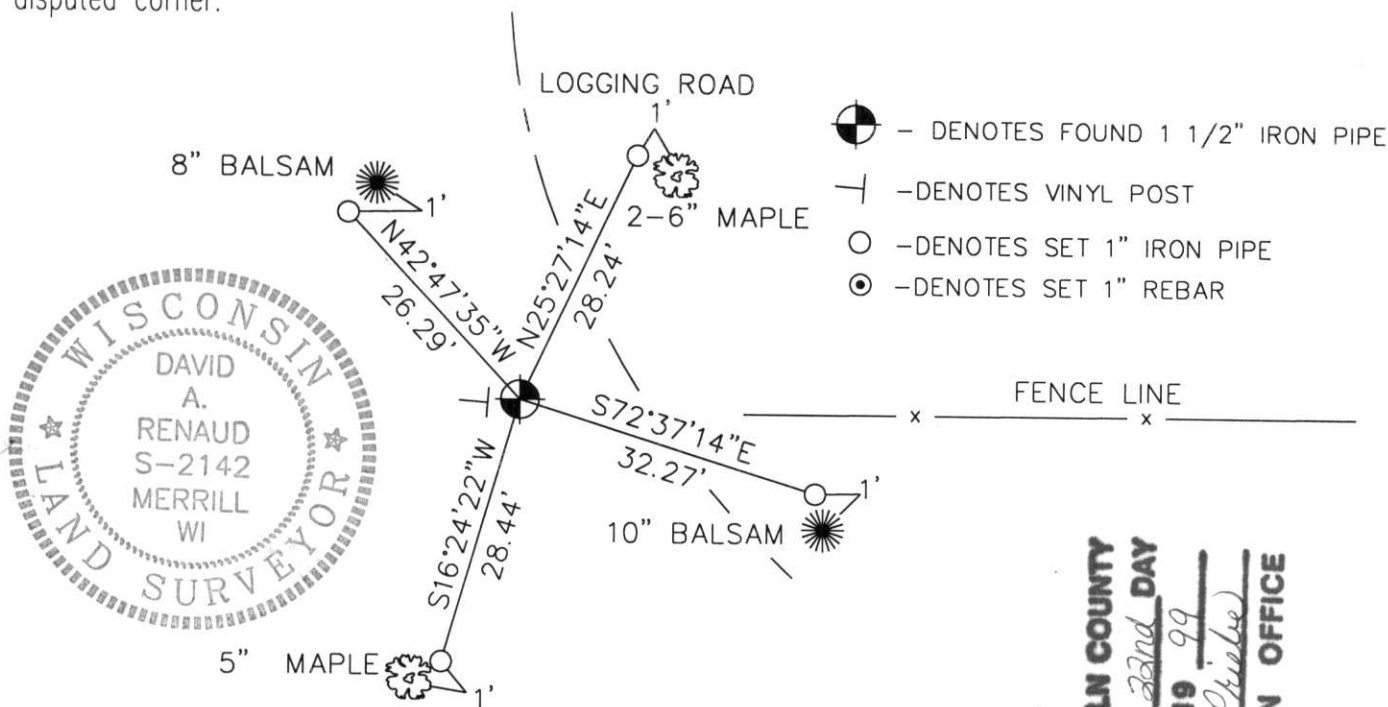 disputed corner.
LOGGING ROAD
1'
8" BALSAM
1'
2-6" MAPLE
N42°47'35"W
26.29'
N25°27'14"E
28.24'
- DENOTES FOUND 1 1/2" IRON PIPE
-DENOTES VINYL POST
-DENOTES SET 1" IRON PIPE
-DENOTES SET 1" REBAR
FENCE LINE
x x
S72°37'14"E
32.27'
1'
10" BALSAM
S16°24'22"W
28.44'
5" MAPLE
1'
WISCONSIN
DAVID
A.
RENAUD
S-2142
MERRILL
WI
LAND SURVEYOR
LN COUNTY
22nd DAY
19 99
N OFFICE